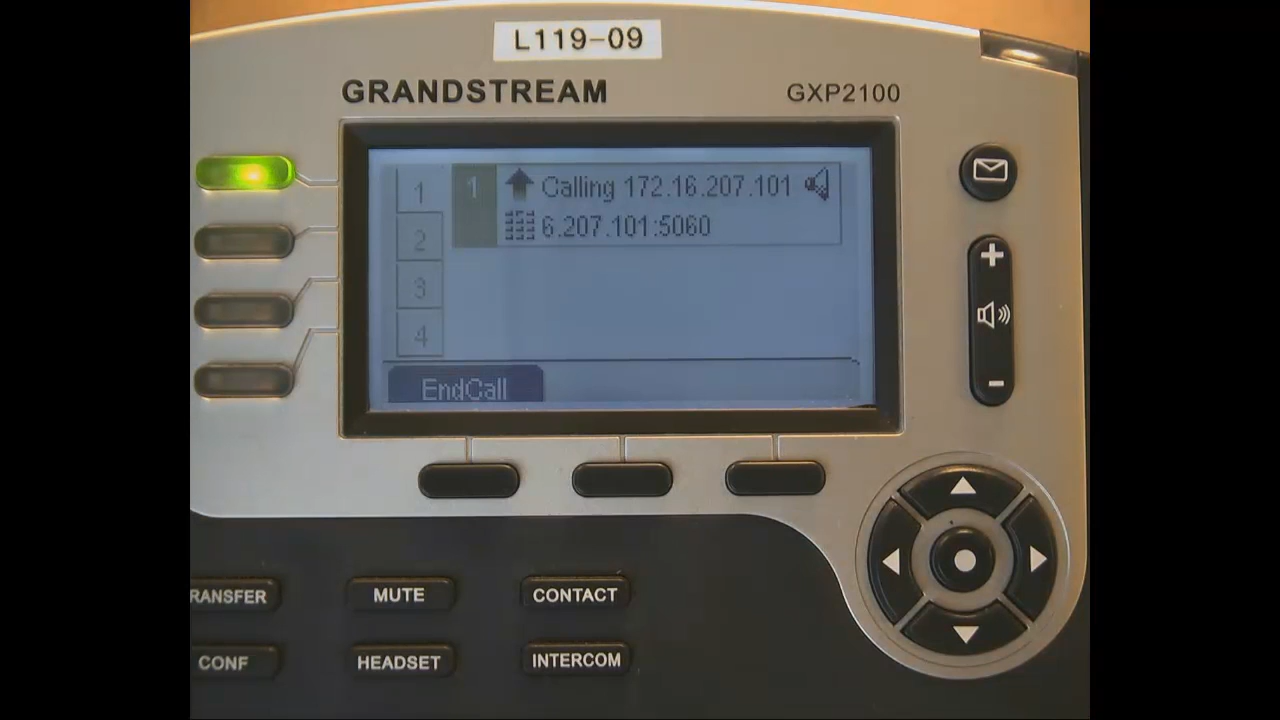 L119-09
GRANDSTREAM GXP2100
1 1 Calling 172.16.207.101
2 6.207.101:5060
3
4
EndCall
RANSFER MUTE CONTACT
CONF HEADSET INTERCOM